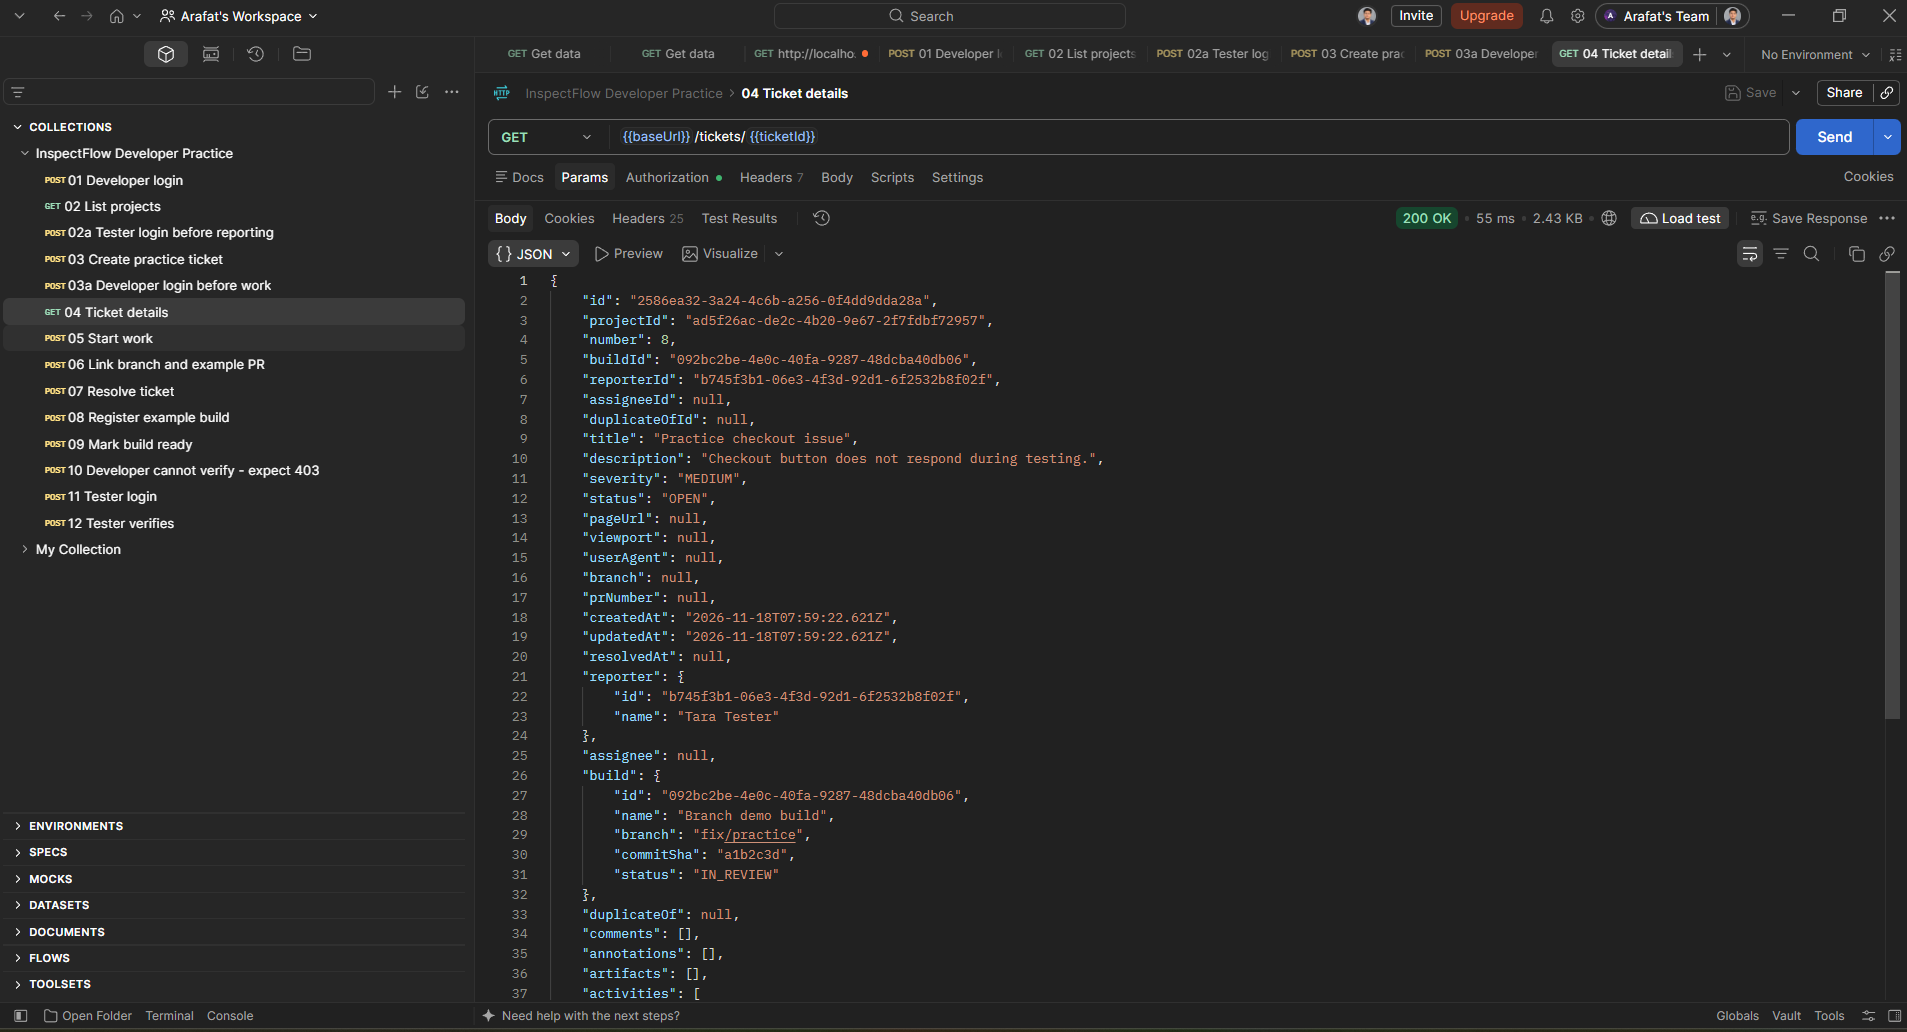 Arafat's Workspace
Search
Invite
Upgrade
A
Arafat's Team
GET Get data
GET Get data
GET http://localho.
POST 01 Developer l
GET 02 List projects
POST 02a Tester log
POST 03 Create prac
POST 03a Developer
GET 04 Ticket detail
No Environment
HTTP
InspectFlow Developer Practice > 04 Ticket details
Save
Share
COLLECTIONS
InspectFlow Developer Practice
POST 01 Developer login
GET 02 List projects
POST 02a Tester login before reporting
POST 03 Create practice ticket
POST 03a Developer login before work
GET 04 Ticket details
POST 05 Start work
POST 06 Link branch and example PR
POST 07 Resolve ticket
POST 08 Register example build
POST 09 Mark build ready
POST 10 Developer cannot verify - expect 403
POST 11 Tester login
POST 12 Tester verifies
My Collection
ENVIRONMENTS
SPECS
MOCKS
DATASETS
DOCUMENTS
FLOWS
TOOLSETS
GET
{{baseUrl}} /tickets/ {{ticketId}}
Send
Docs
Params
Authorization
Headers 7
Body
Scripts
Settings
Cookies
Body
Cookies
Headers 25
Test Results
200 OK
55 ms
2.43 KB
Load test
e.g.
Save Response
{ } JSON
Preview
Visualize
1 {
2 "id": "2586ea32-3a24-4c6b-a256-0f4dd9dda28a",
3 "projectId": "ad5f26ac-de2c-4b20-9e67-2f7fdbf72957",
4 "number": 8,
5 "buildId": "092bc2be-4e0c-40fa-9287-48dcba40db06",
6 "reporterId": "b745f3b1-06e3-4f3d-92d1-6f2532b8f02f",
7 "assigneeId": null,
8 "duplicateOfId": null,
9 "title": "Practice checkout issue",
10 "description": "Checkout button does not respond during testing.",
11 "severity": "MEDIUM",
12 "status": "OPEN",
13 "pageUrl": null,
14 "viewport": null,
15 "userAgent": null,
16 "branch": null,
17 "prNumber": null,
18 "createdAt": "2026-11-18T07:59:22.621Z",
19 "updatedAt": "2026-11-18T07:59:22.621Z",
20 "resolvedAt": null,
21 "reporter": {
22 "id": "b745f3b1-06e3-4f3d-92d1-6f2532b8f02f",
23 "name": "Tara Tester"
24 },
25 "assignee": null,
26 "build": {
27 "id": "092bc2be-4e0c-40fa-9287-48dcba40db06",
28 "name": "Branch demo build",
29 "branch": "fix/practice",
30 "commitSha": "a1b2c3d",
31 "status": "IN_REVIEW"
32 },
33 "duplicateOf": null,
34 "comments": [],
35 "annotations": [],
36 "artifacts": [],
37 "activities": [
Open Folder
Terminal
Console
Need help with the next steps?
Globals
Vault
Tools